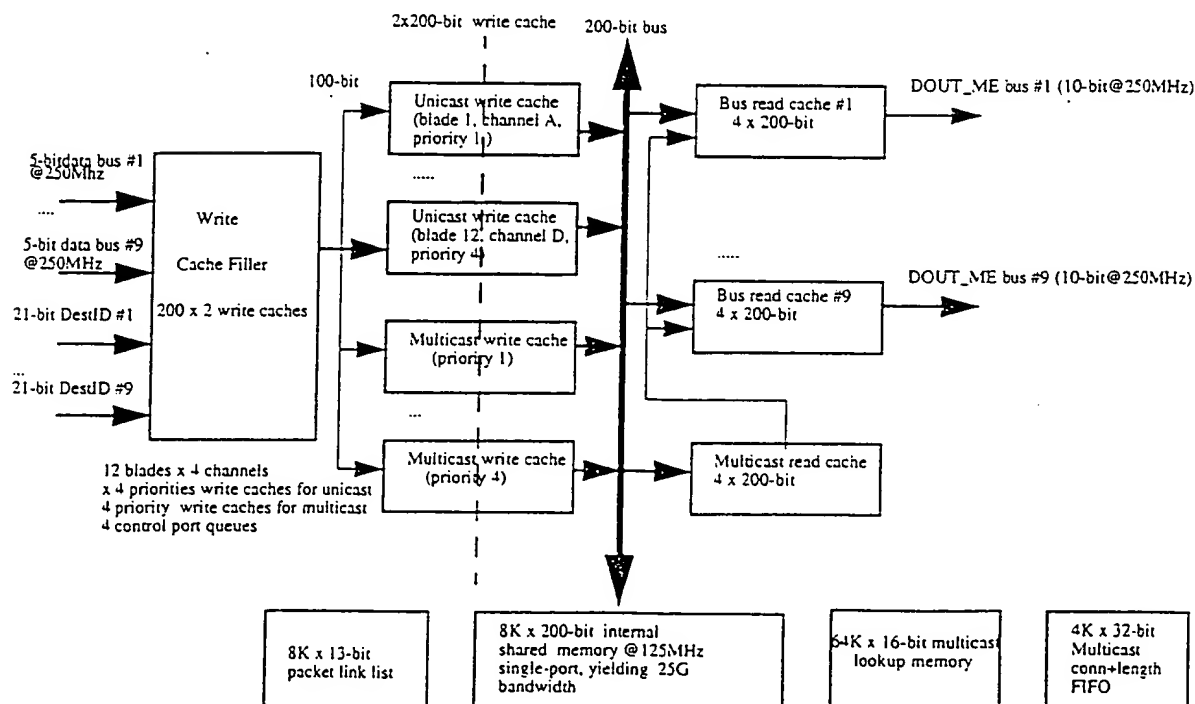 2x200-bit write cache
200-bit bus
100-bit
Unicast write cache
(blade 1, channel A,
priority 1)
.....
Unicast write cache
(blade 12, channel D,
priority 4)
Multicast write cache
(priority 1)
...
Multicast write cache
(priority 4)
5-bitdata bus #1
@250Mhz
....
5-bit data bus #9
@250MHz
21-bit DestID #1
...
21-bit DestID #9
Write
Cache Filler
200 x 2 write caches
12 blades x 4 channels
x 4 priorities write caches for unicast
4 priority write caches for multicast
4 control port queues
Bus read cache #1
4 x 200-bit
DOUT_ME bus #1 (10-bit@250MHz)
.....
Bus read cache #9
4 x 200-bit
DOUT_ME bus #9 (10-bit@250MHz)
Multicast read cache
4 x 200-bit
8K x 13-bit
packet link list
8K x 200-bit internal
shared memory @125MHz
single-port, yielding 25G
bandwidth
64K x 16-bit multicast
lookup memory
4K x 32-bit
Multicast
conn+length
FIFO